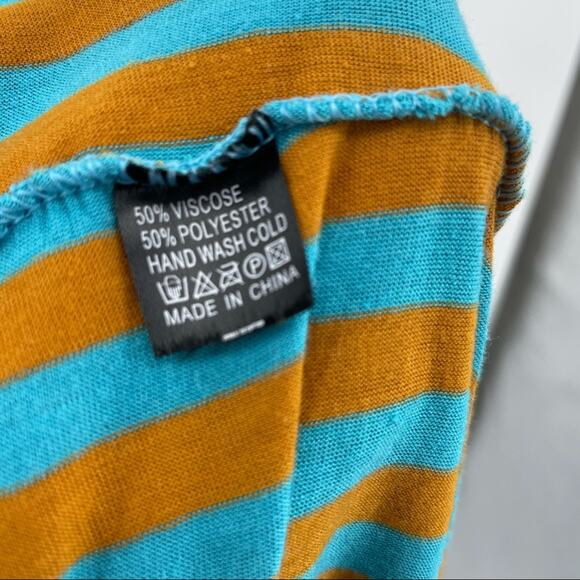 50% VISCOSE
50% POLYESTER
HAND WASH COLD
P
MADE IN CHINA